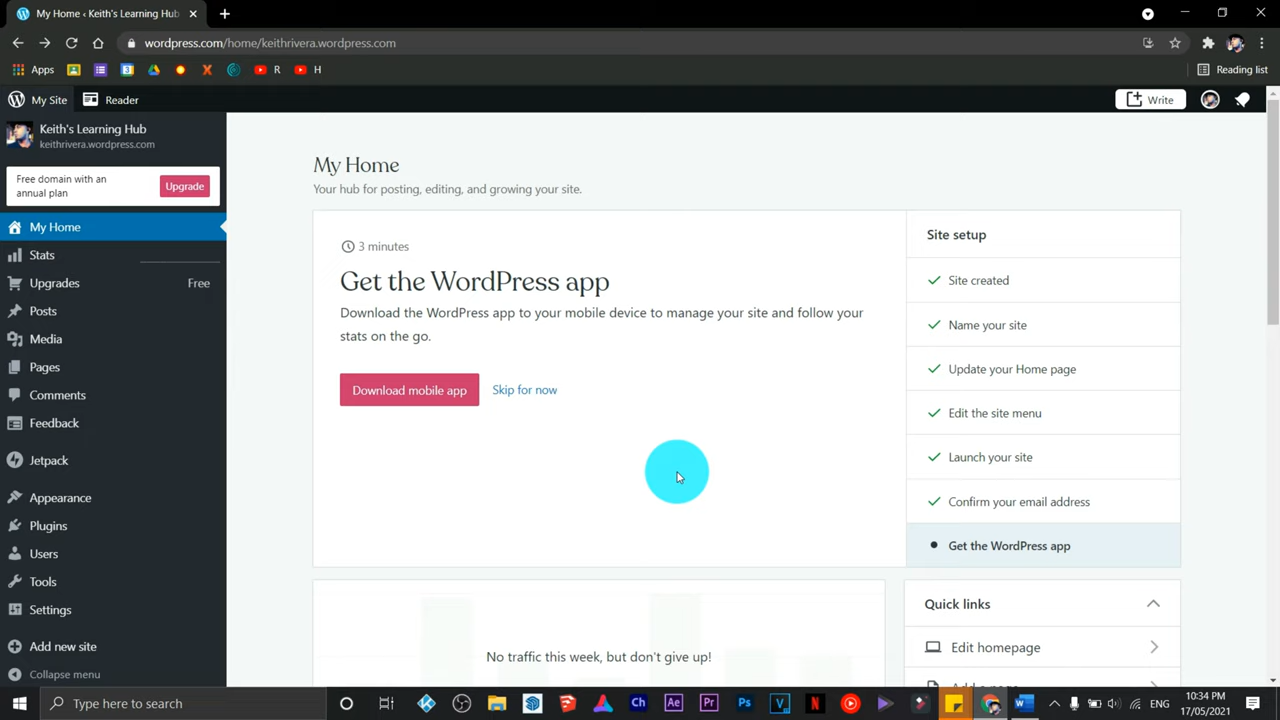 My Home ‹ Keith's Learning Hub
wordpress.com/home/keithrivera.wordpress.com
Apps
R
H
Reading list
My Site
Reader
Write
Keith's Learning Hub
keithrivera.wordpress.com
Free domain with an
annual plan
Upgrade
My Home
Stats
Upgrades
Free
Posts
Media
Pages
Comments
Feedback
Jetpack
Appearance
Plugins
Users
Tools
Settings
Add new site
Collapse menu
My Home
Your hub for posting, editing, and growing your site.
3 minutes
Get the WordPress app
Download the WordPress app to your mobile device to manage your site and follow your
stats on the go.
Download mobile app
Skip for now
Site setup
Site created
Name your site
Update your Home page
Edit the site menu
Launch your site
Confirm your email address
Get the WordPress app
No traffic this week, but don't give up!
Quick links
Edit homepage
Type here to search
Ch
Ae
Pr
Ps
ENG
10:34 PM
17/05/2021